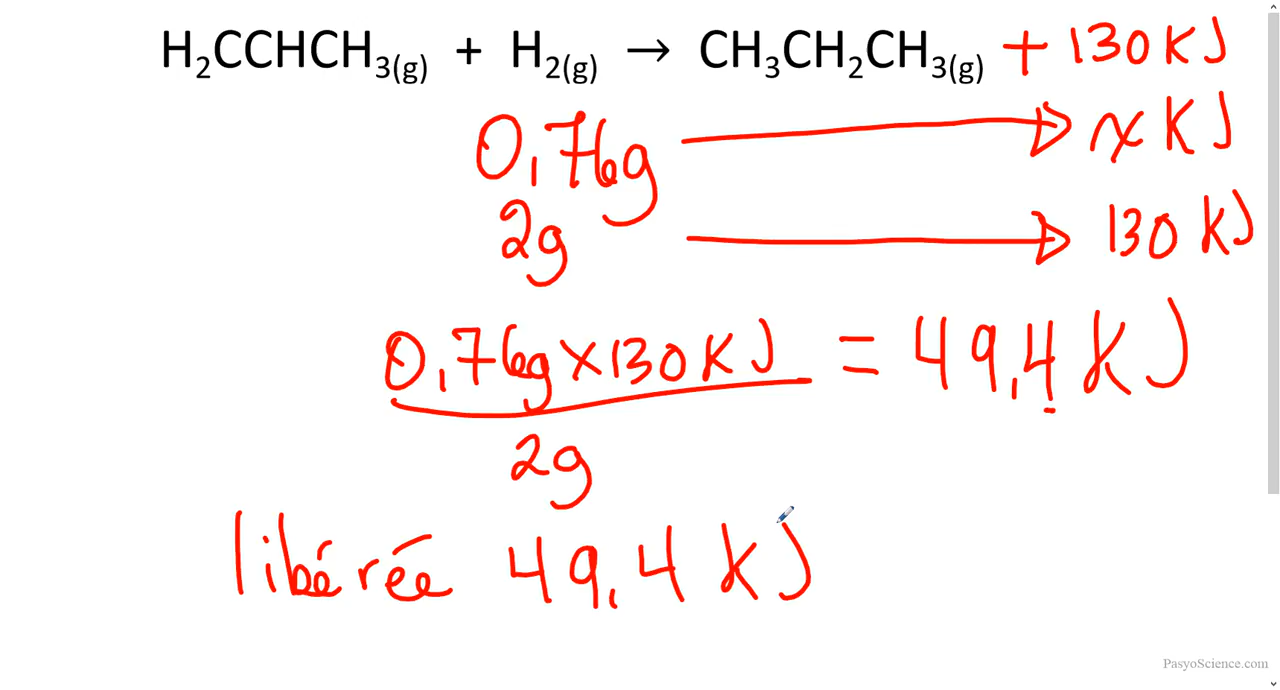 H₂CCHCH₃(g) + H₂(g) → CH₃CH₂CH₃(g) + 130 KJ
0,76g → x KJ
2g → 130 KJ
0,76g x 130 KJ = 49,4 KJ
2g
libérée 49,4 KJ
PasyoScience.com